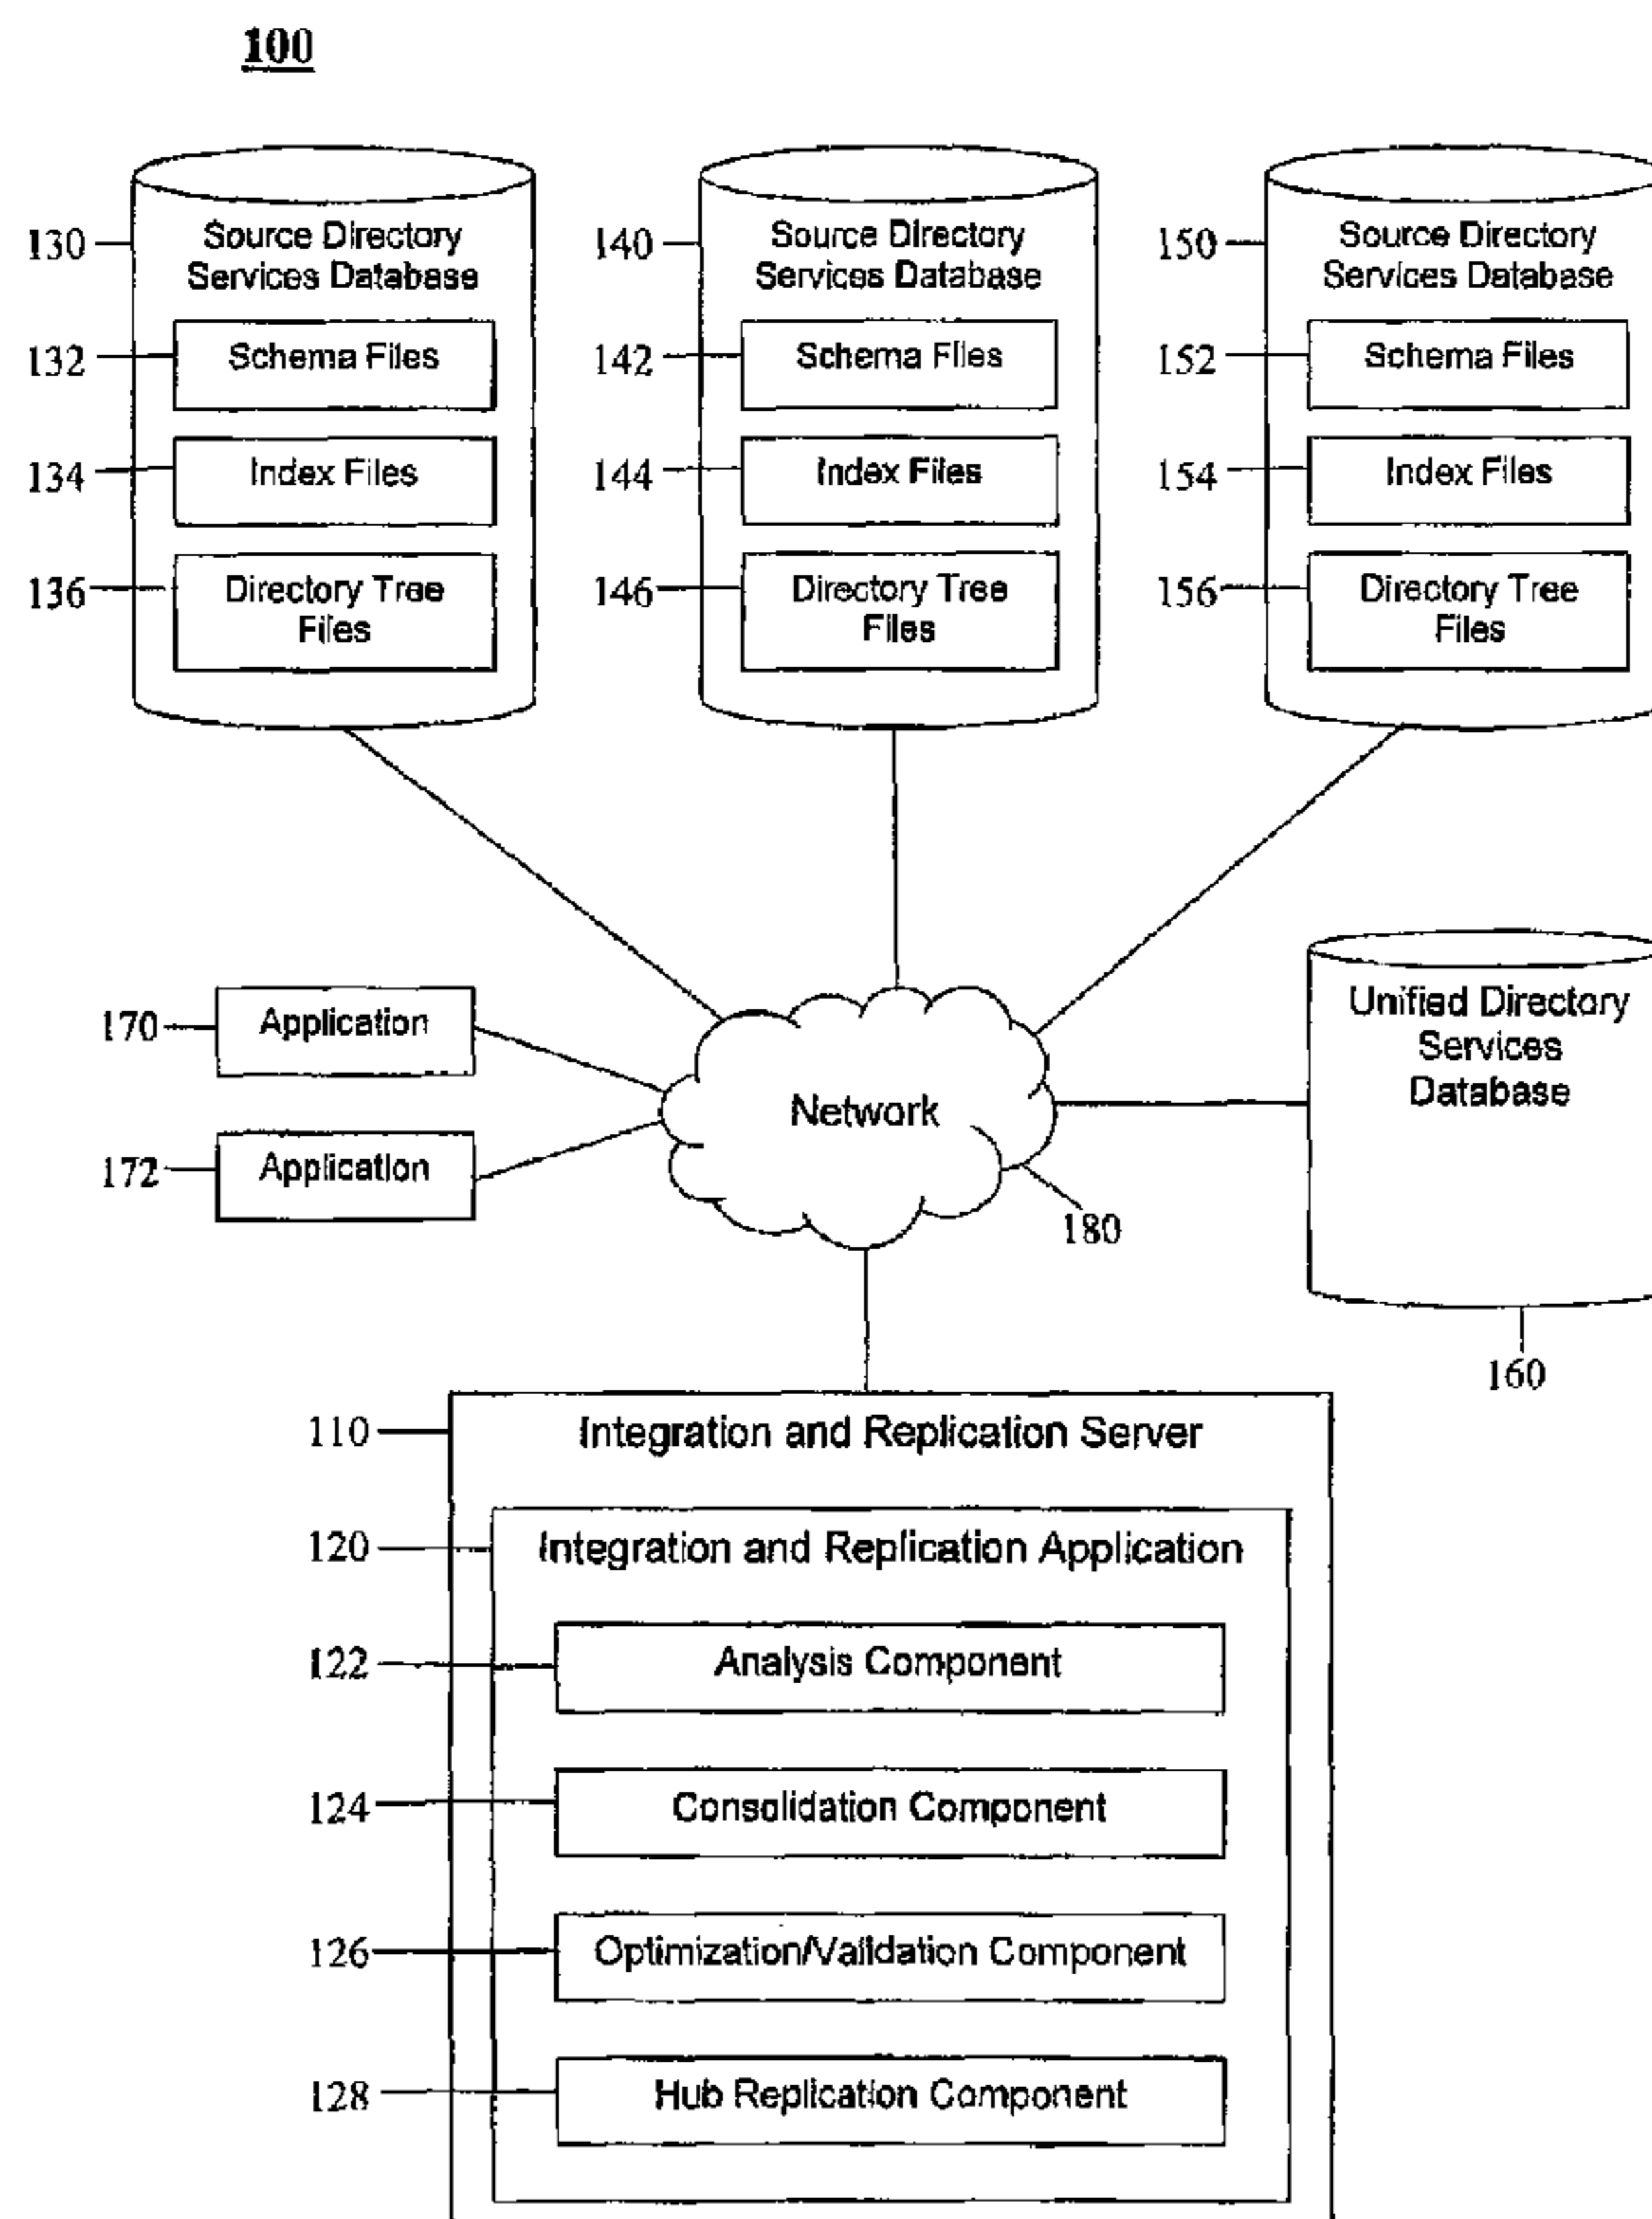 100
130
Source Directory
Services Database
132
Schema Files
134
Index Files
136
Directory Tree
Files
140
Source Directory
Services Database
142
Schema Files
144
Index Files
146
Directory Tree
Files
150
Source Directory
Services Database
152
Schema Files
154
Index Files
156
Directory Tree
Files
170
Application
172
Application
Network
180
Unified Directory
Services
Database
160
110
Integration and Replication Server
120
Integration and Replication Application
122
Analysis Component
124
Consolidation Component
126
Optimization/Validation Component
128
Hub Replication Component